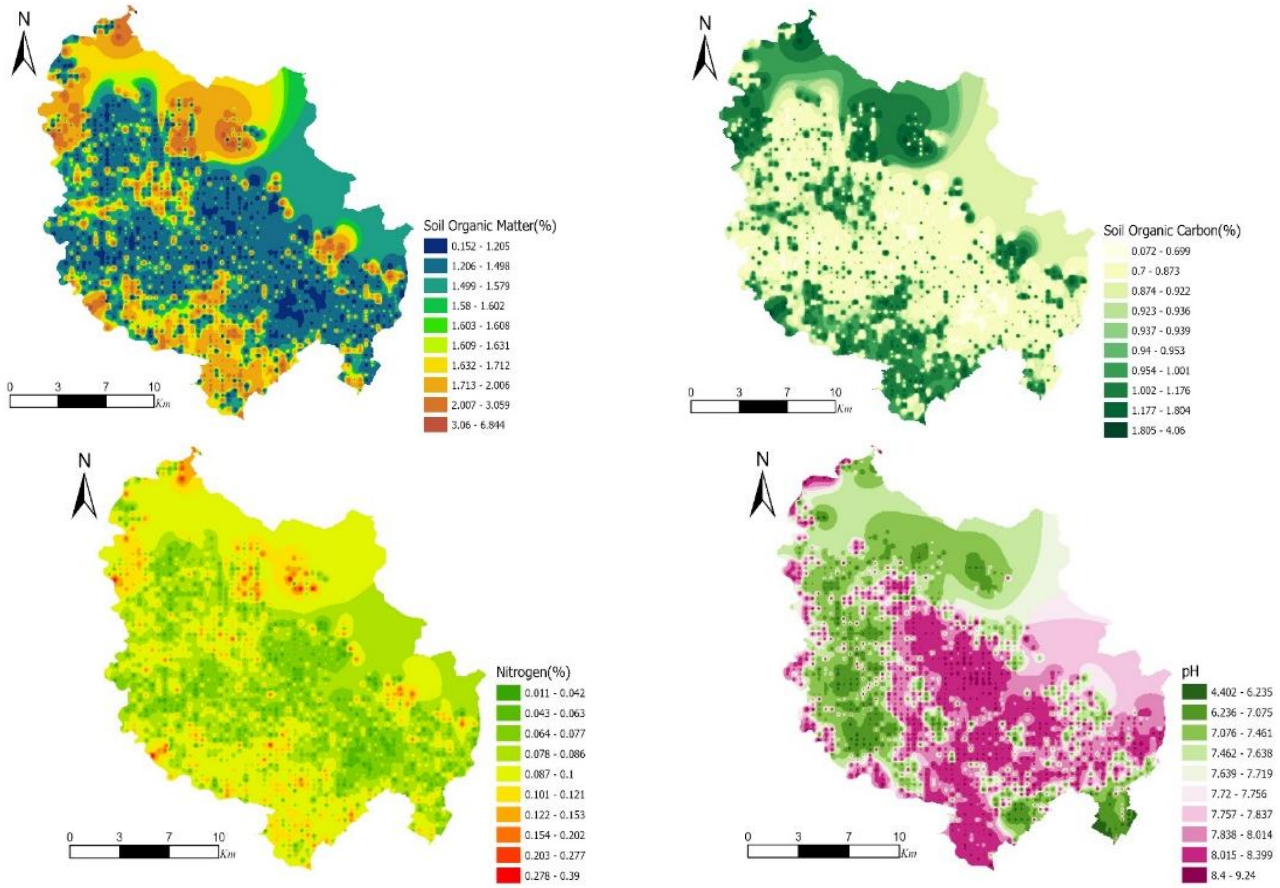 N
Soil Organic Matter(%)
0.152 - 1.205
1.206 - 1.498
1.499 - 1.579
1.58 - 1.602
1.603 - 1.608
1.609 - 1.631
1.632 - 1.712
1.713 - 2.006
2.007 - 3.059
3.06 - 6.844
0 3 7 10
Km
N
Soil Organic Carbon(%)
0.072 - 0.699
0.7 - 0.873
0.874 - 0.922
0.923 - 0.936
0.937 - 0.939
0.94 - 0.953
0.954 - 1.001
1.002 - 1.176
1.177 - 1.804
1.805 - 4.06
0 3 7 10
Km
N
Nitrogen(%)
0.011 - 0.042
0.043 - 0.063
0.064 - 0.077
0.078 - 0.086
0.087 - 0.1
0.101 - 0.121
0.122 - 0.153
0.154 - 0.202
0.203 - 0.277
0.278 - 0.39
0 3 7 10
Km
N
pH
4.402 - 6.235
6.236 - 7.075
7.076 - 7.461
7.462 - 7.638
7.639 - 7.719
7.72 - 7.756
7.757 - 7.837
7.838 - 8.014
8.015 - 8.399
8.4 - 9.24
0 3 7 10
Km